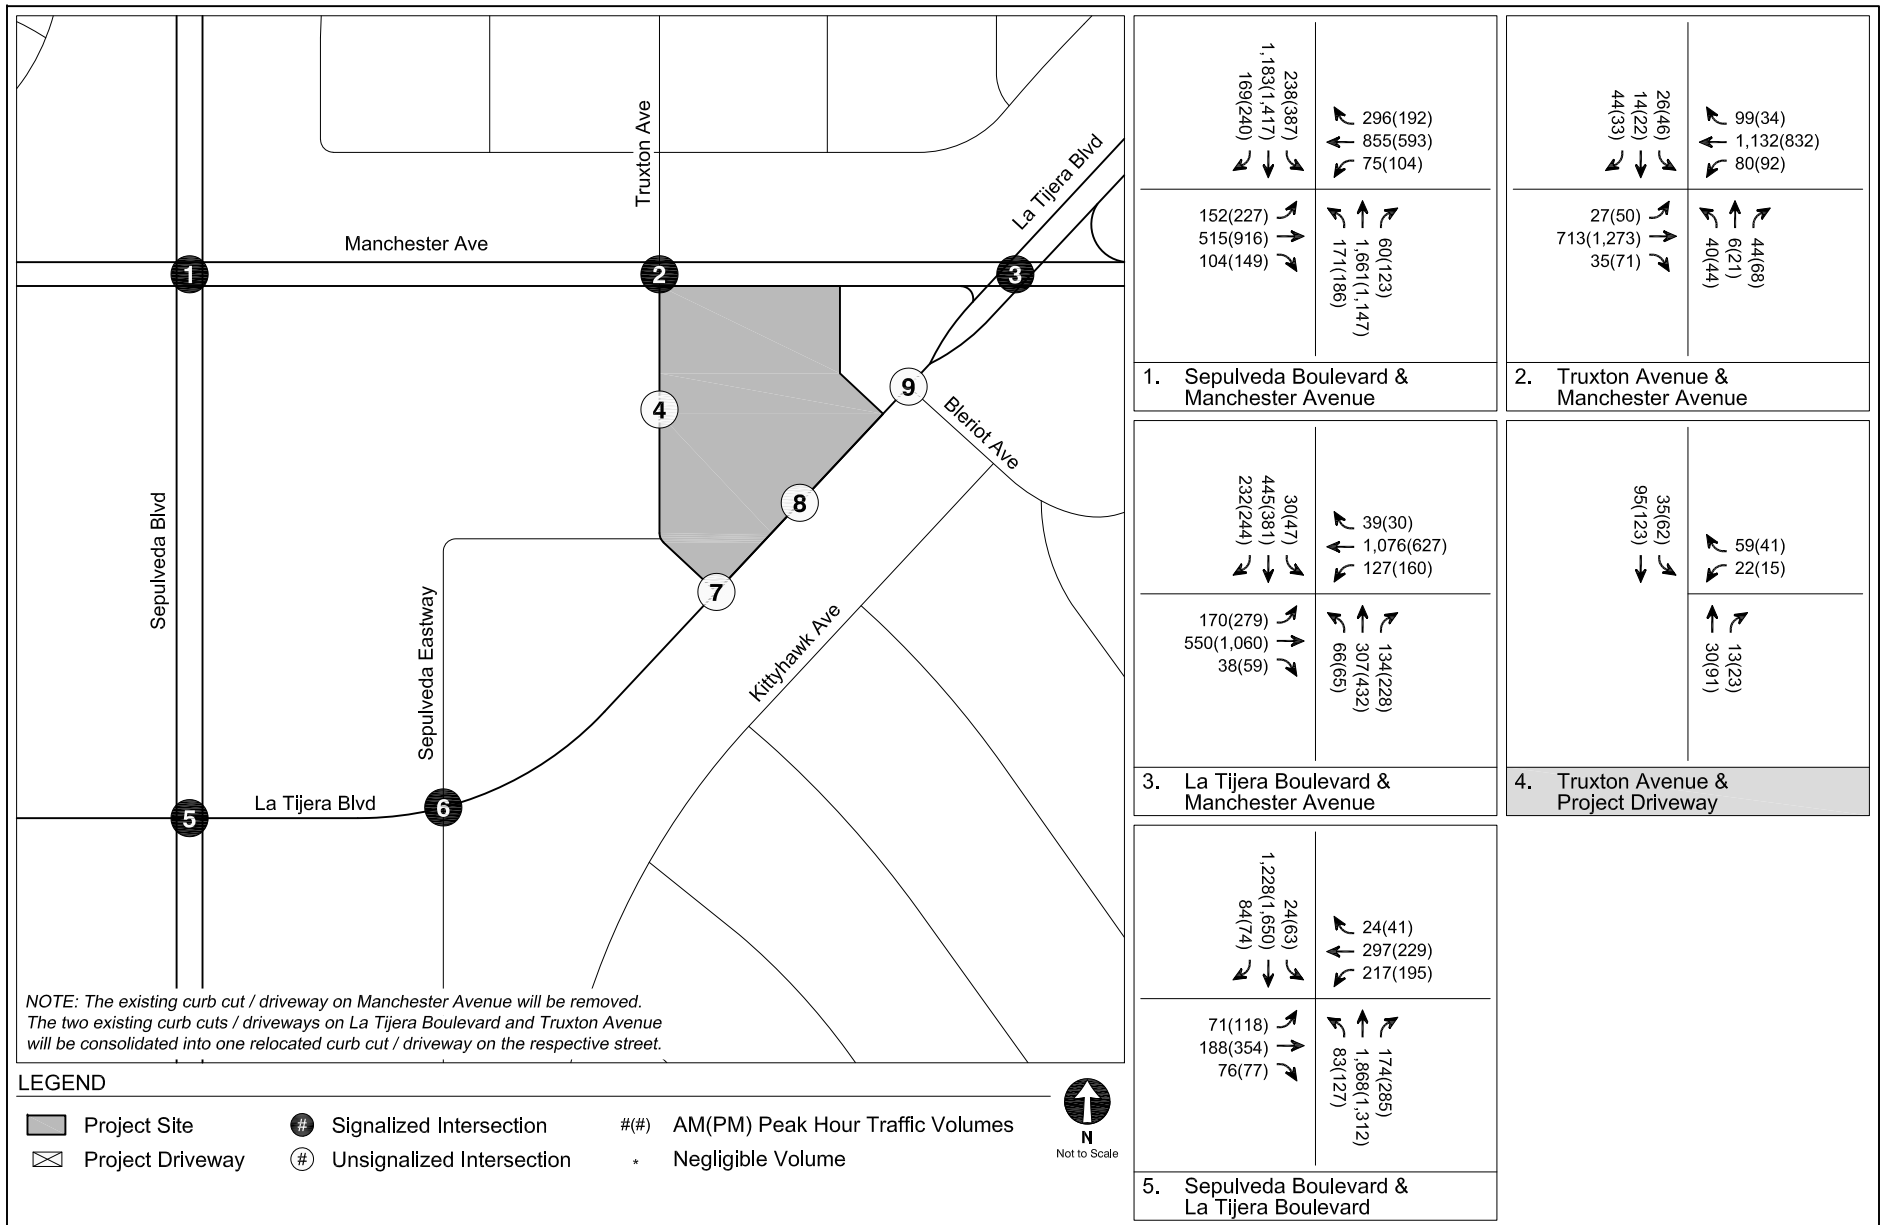 Manchester Ave
Truxton Ave
La Tijera Blvd
1
2
3
4
9
Bleriot Ave
8
7
Sepulveda Blvd
Sepulveda Eastway
Kittyhawk Ave
La Tijera Blvd
5
6
NOTE: The existing curb cut / driveway on Manchester Avenue will be removed.
The two existing curb cuts / driveways on La Tijera Boulevard and Truxton Avenue
will be consolidated into one relocated curb cut / driveway on the respective street.
LEGEND
Project Site
# Signalized Intersection
#(#) AM(PM) Peak Hour Traffic Volumes
Project Driveway
# Unsignalized Intersection
* Negligible Volume
N
Not to Scale
169(240)
1,183(1,417)
238(387)
296(192)
855(593)
75(104)
152(227)
515(916)
104(149)
171(186)
1,661(1,147)
60(123)
1. Sepulveda Boulevard &
Manchester Avenue
44(33)
14(22)
26(46)
99(34)
1,132(832)
80(92)
27(50)
713(1,273)
35(71)
40(44)
6(21)
44(68)
2. Truxton Avenue &
Manchester Avenue
232(244)
445(381)
30(47)
39(30)
1,076(627)
127(160)
170(279)
550(1,060)
38(59)
66(65)
307(432)
134(228)
3. La Tijera Boulevard &
Manchester Avenue
95(123)
35(62)
59(41)
22(15)
30(91)
13(23)
4. Truxton Avenue &
Project Driveway
84(74)
1,228(1,650)
24(63)
24(41)
297(229)
217(195)
71(118)
188(354)
76(77)
83(127)
1,868(1,312)
174(285)
5. Sepulveda Boulevard &
La Tijera Boulevard